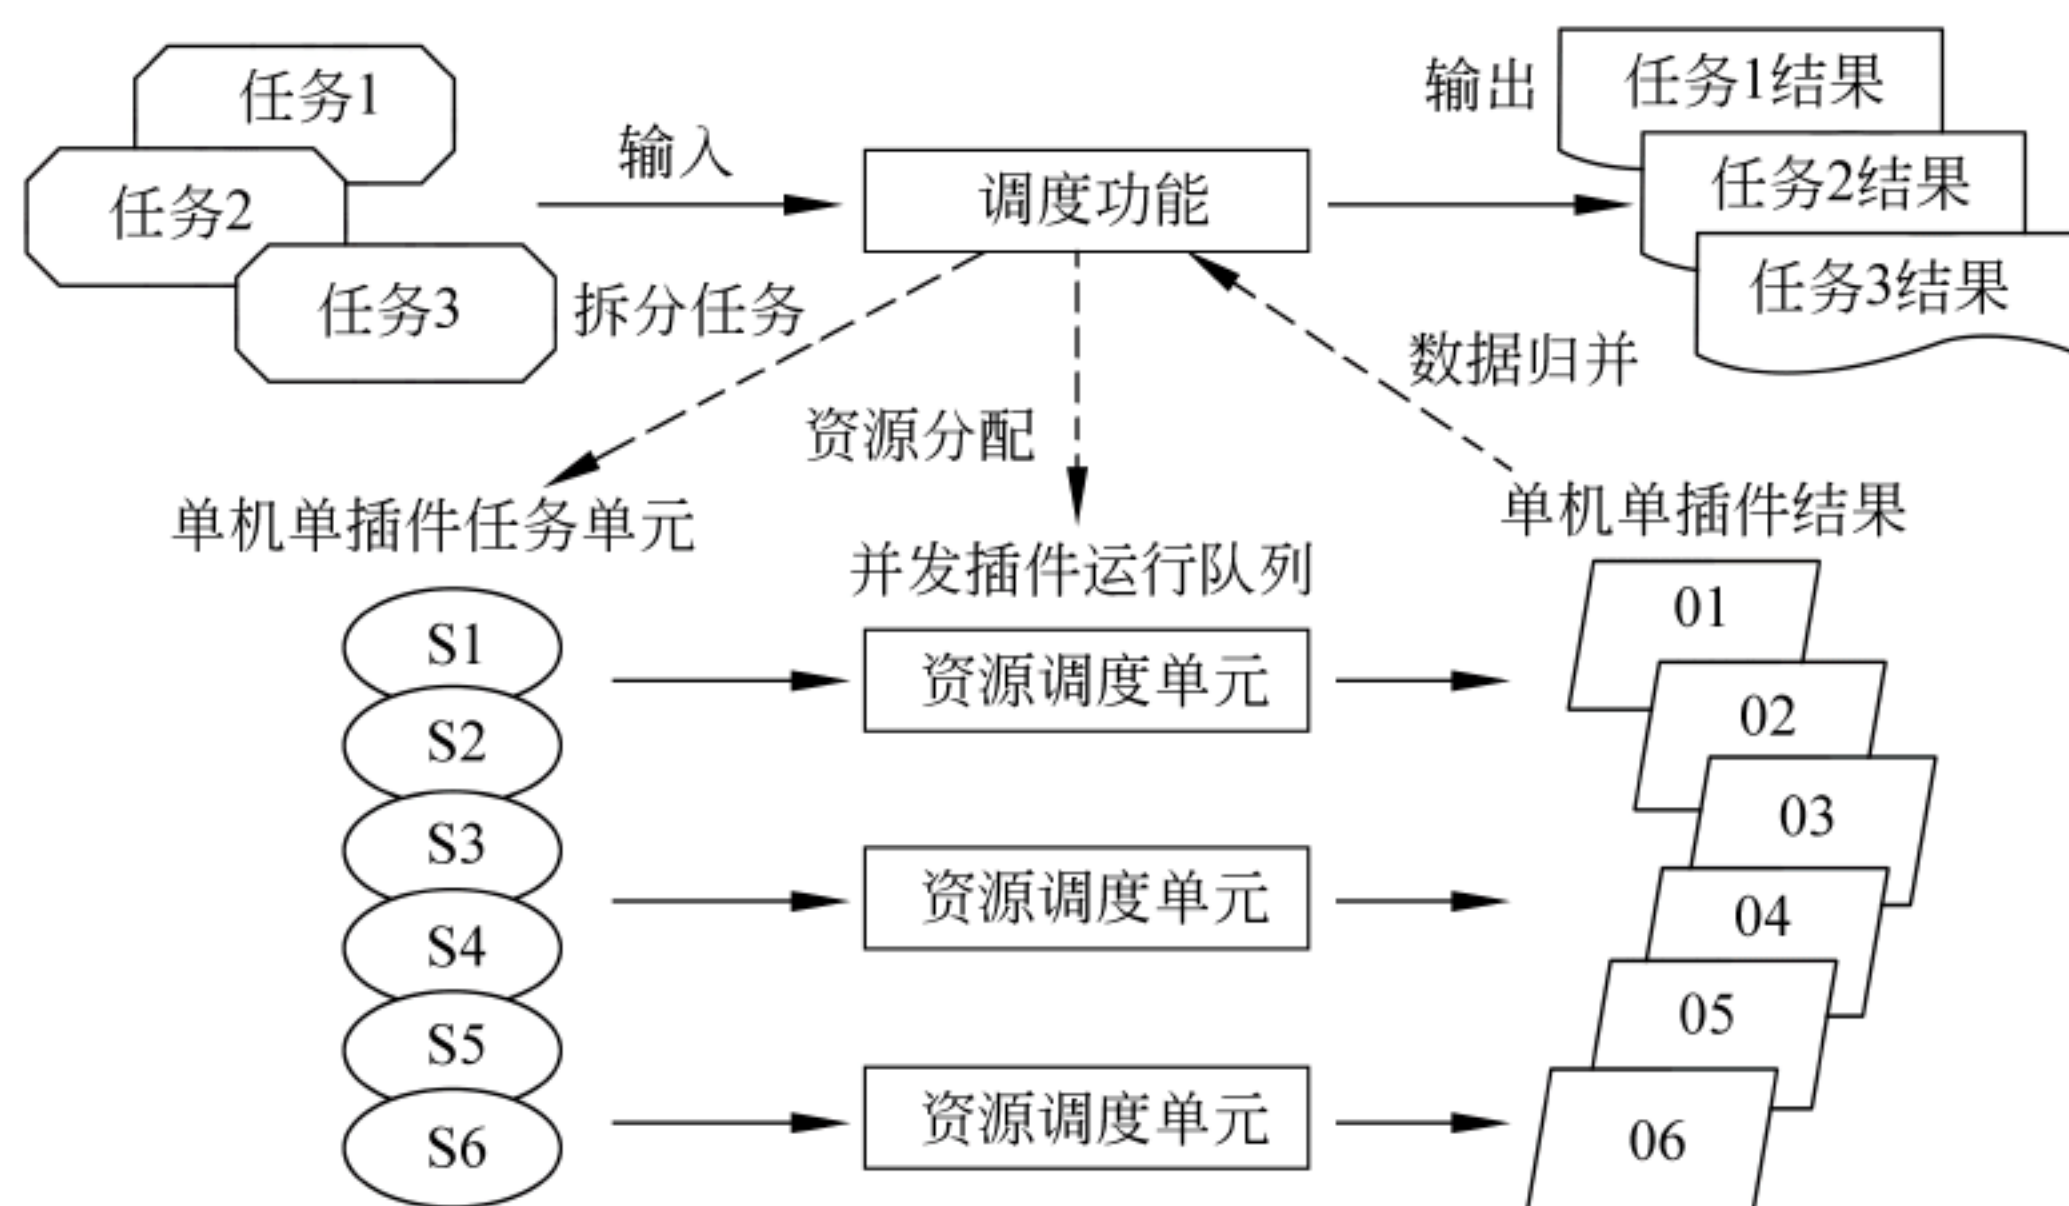 任务1
任务2
任务3
输入
拆分任务
调度功能
输出
任务1结果
任务2结果
任务3结果
资源分配
数据归并
单机单插件任务单元
并发插件运行队列
单机单插件结果
S1
S2
S3
S4
S5
S6
资源调度单元
资源调度单元
资源调度单元
01
02
03
04
05
06